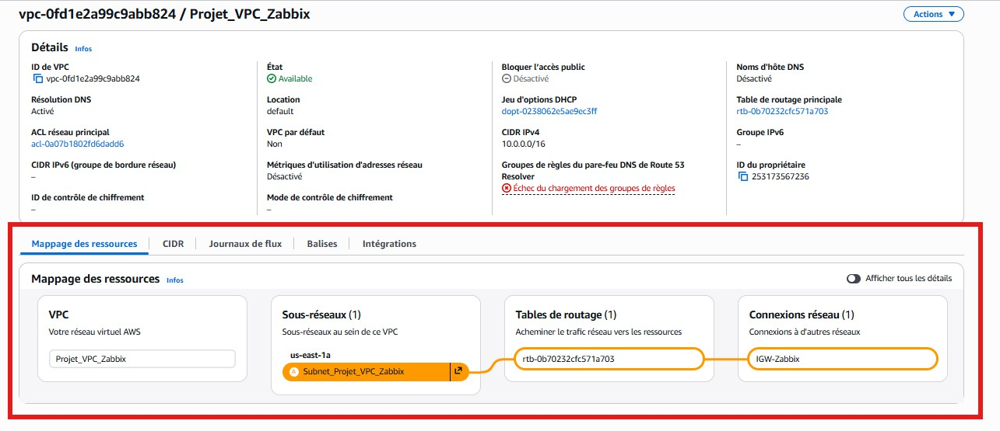 vpc-0fd1e2a99c9abb824 / Projet_VPC_Zabbix
Actions
Détails Infos
ID de VPC
vpc-0fd1e2a99c9abb824
État
Available
Bloquer l'accès public
Désactivé
Noms d'hôte DNS
Désactivé
Résolution DNS
Activé
Location
default
Jeu d'options DHCP
dopt-0238062e5ae9ec3ff
Table de routage principale
rtb-0b70232cfc571a703
ACL réseau principal
acl-0a07b1802fd6dadd6
VPC par défaut
Non
CIDR IPv4
10.0.0.0/16
Groupe IPv6
–
CIDR IPv6 (groupe de bordure réseau)
–
Métriques d'utilisation d'adresses réseau
Désactivé
Groupes de règles du pare-feu DNS de Route 53
Resolver
Échec du chargement des groupes de règles
ID du propriétaire
253173567236
ID de contrôle de chiffrement
–
Mode de contrôle de chiffrement
–
Mappage des ressources
CIDR
Journaux de flux
Balises
Intégrations
Mappage des ressources Infos
Afficher tous les détails
VPC
Votre réseau virtuel AWS
Projet_VPC_Zabbix
Sous-réseaux (1)
Sous-réseaux au sein de ce VPC
us-east-1a
A Subnet_Projet_VPC_Zabbix
Tables de routage (1)
Acheminer le trafic réseau vers les ressources
rtb-0b70232cfc571a703
Connexions réseau (1)
Connexions à d'autres réseaux
IGW-Zabbix